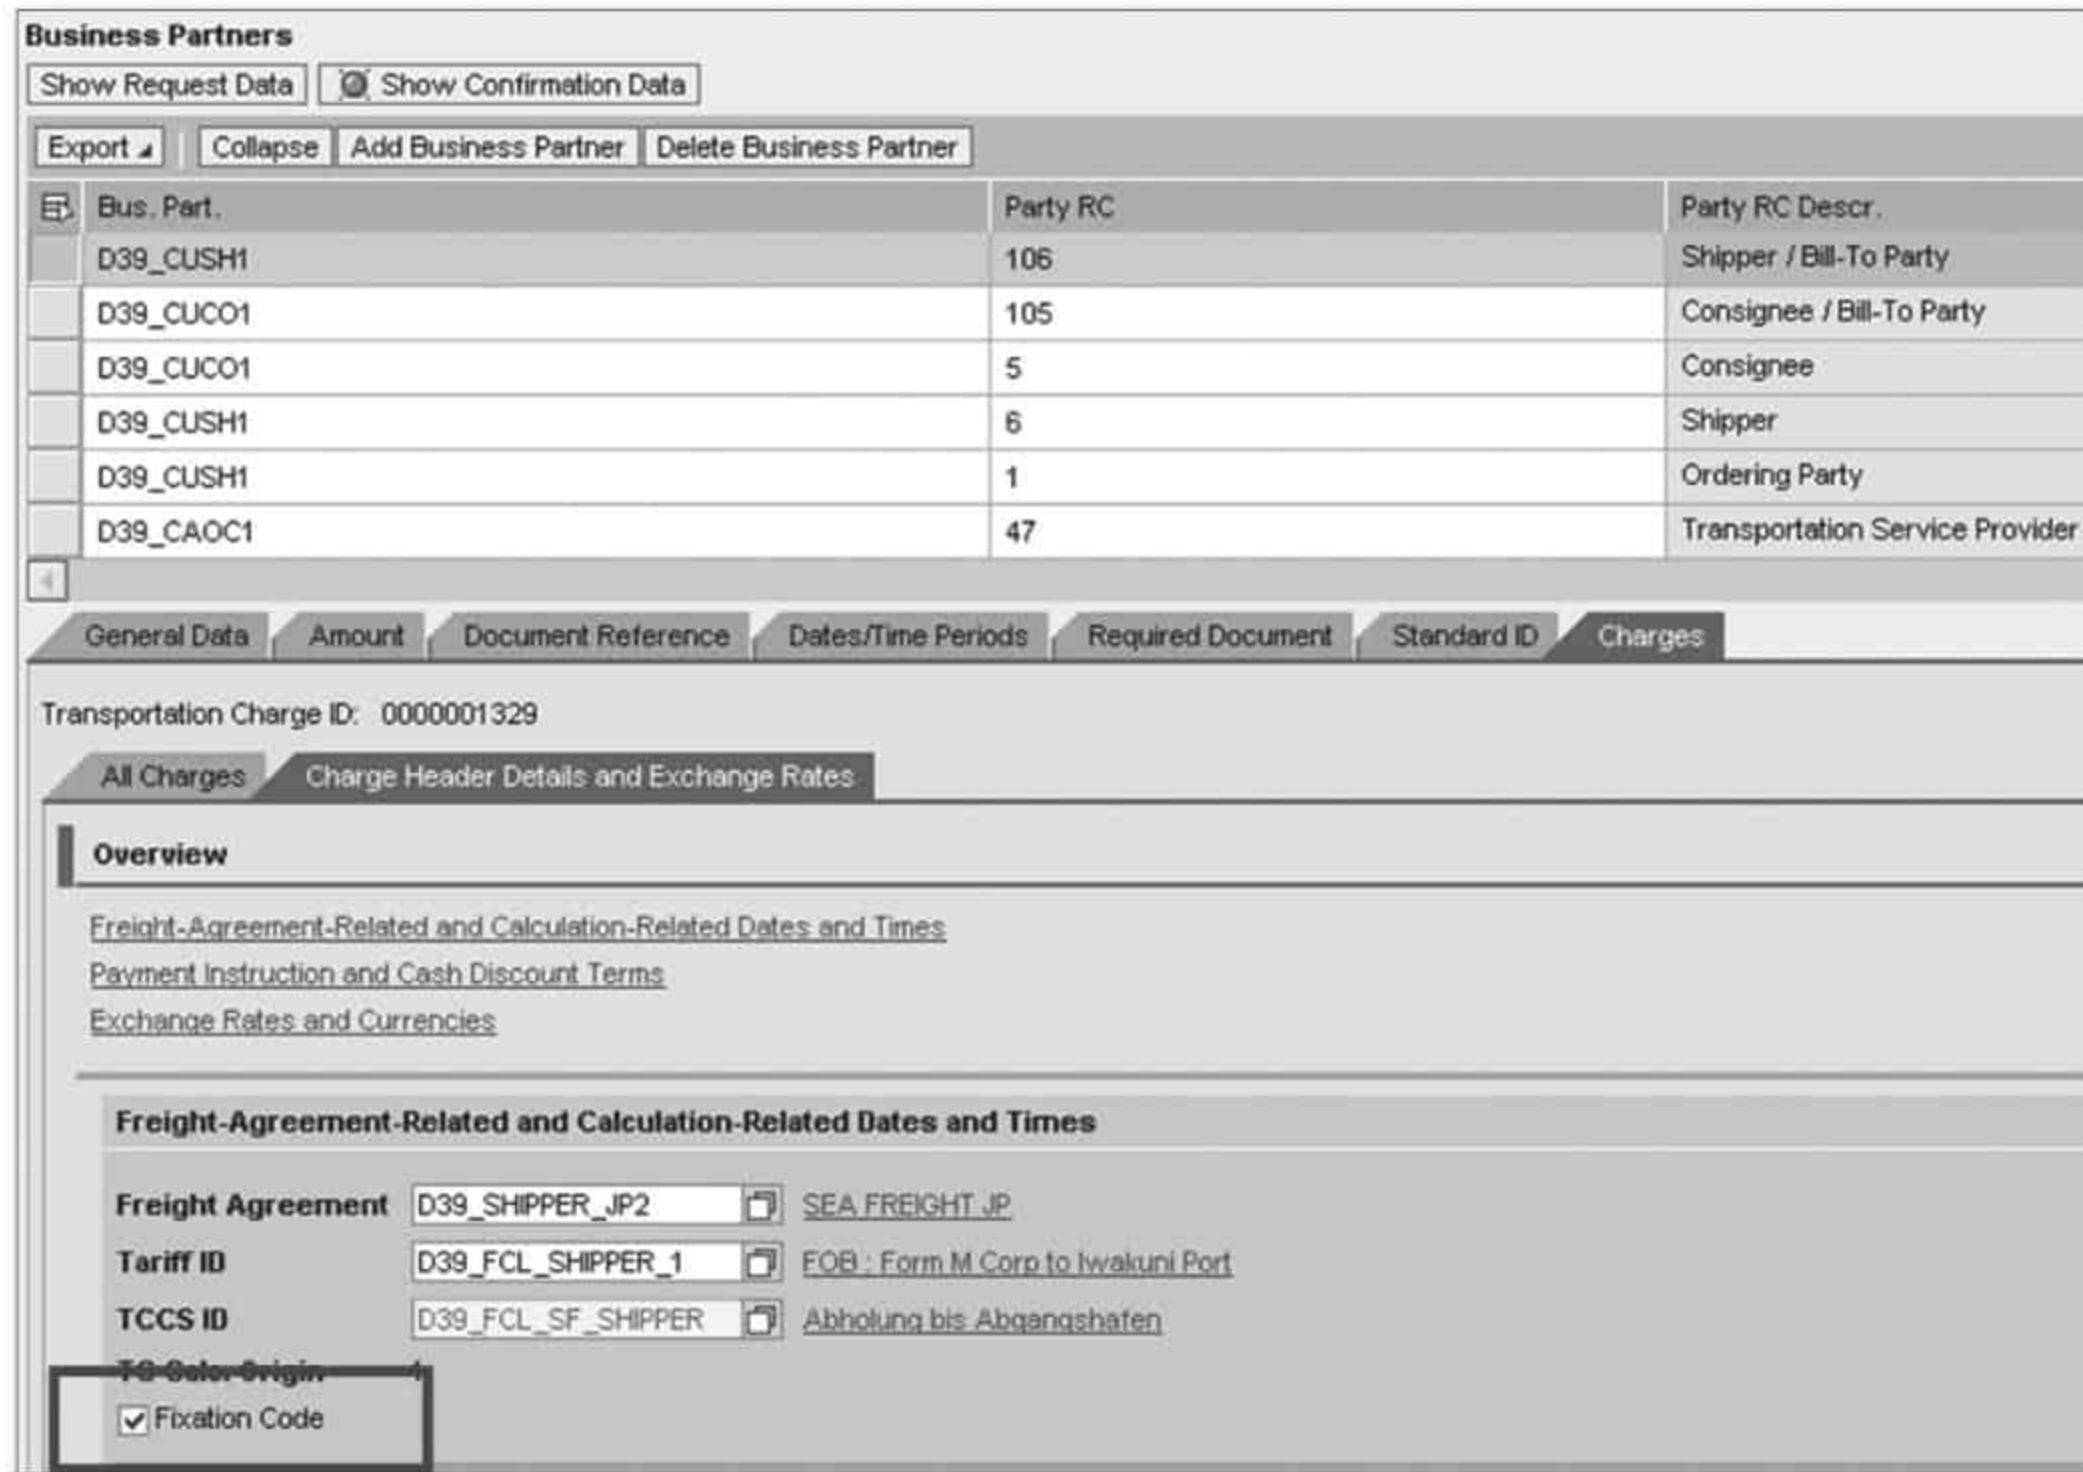 Business Partners
Show Request Data Show Confirmation Data
Export Collapse Add Business Partner Delete Business Partner
Bus. Part. Party RC Party RC Descr.
D39_CUSH1 106 Shipper / Bill-To Party
D39_CUCO1 105 Consignee / Bill-To Party
D39_CUCO1 5 Consignee
D39_CUSH1 6 Shipper
D39_CUSH1 1 Ordering Party
D39_CAOC1 47 Transportation Service Provider
General Data Amount Document Reference Dates/Time Periods Required Document Standard ID Charges
Transportation Charge ID: 0000001329
All Charges Charge Header Details and Exchange Rates
Overview
Freight-Agreement-Related and Calculation-Related Dates and Times
Payment Instruction and Cash Discount Terms
Exchange Rates and Currencies
Freight-Agreement-Related and Calculation-Related Dates and Times
Freight Agreement D39_SHIPPER_JP2 SEA FREIGHT JP
Tariff ID D39_FCL_SHIPPER_1 FOB : Form M Corp to Iwakuni Port
TCCS ID D39_FCL_SF_SHIPPER Abholung bis Abgangshafen
Origin
Fixation Code